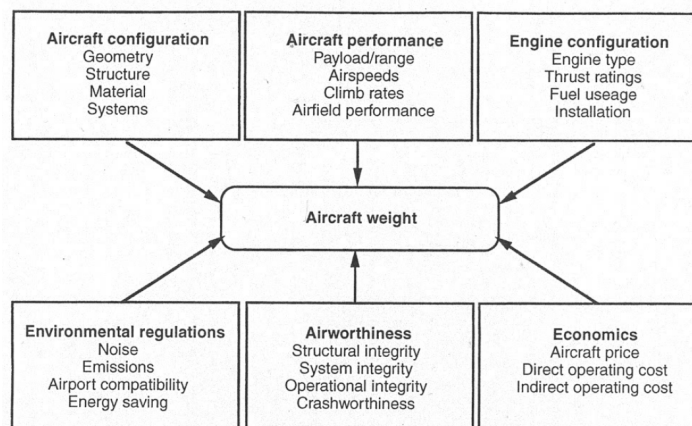 Aircraft configuration
Geometry
Structure
Material
Systems
Aircraft performance
Payload/range
Airspeeds
Climb rates
Airfield performance
Engine configuration
Engine type
Thrust ratings
Fuel useage
Installation
Aircraft weight
Environmental regulations
Noise
Emissions
Airport compatibility
Energy saving
Airworthiness
Structural integrity
System integrity
Operational integrity
Crashworthiness
Economics
Aircraft price
Direct operating cost
Indirect operating cost